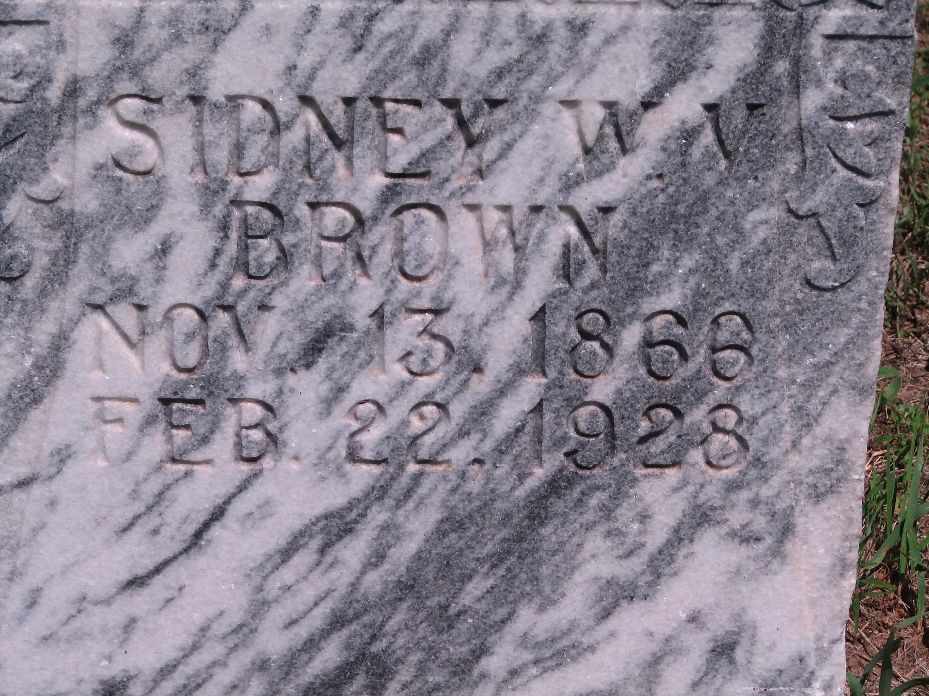 SIDNEY W. V.
BROWN
NOV. 13, 1866
FEB. 22, 1928